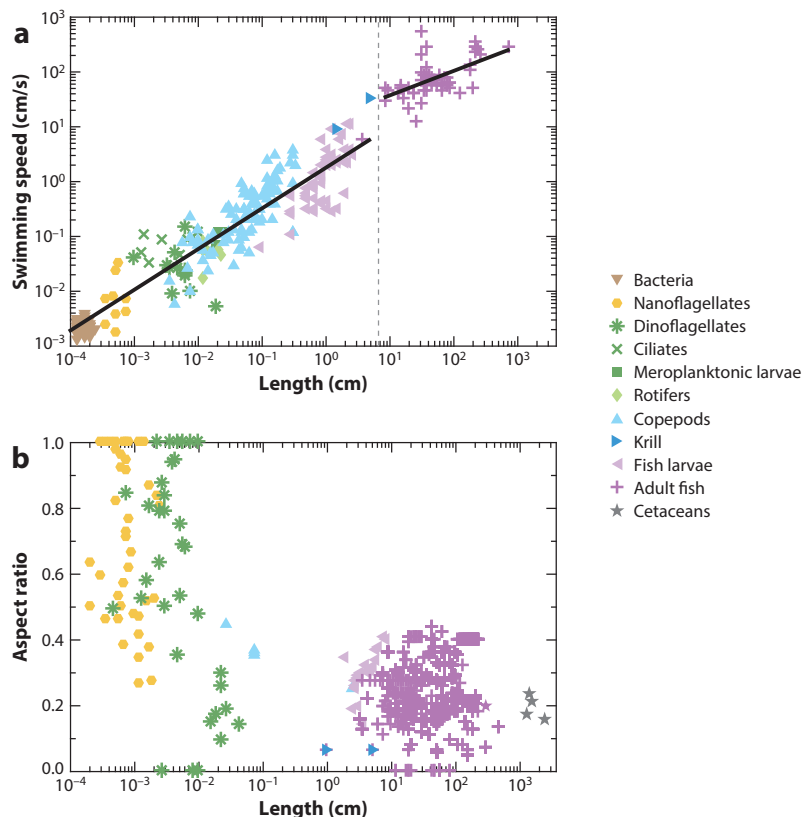 a
10³
10²
10¹
10⁰
10⁻¹
10⁻²
10⁻³
Swimming speed (cm/s)
10⁻⁴ 10⁻³ 10⁻² 10⁻¹ 10⁰ 10¹ 10² 10³
Length (cm)
Bacteria
Nanoflagellates
Dinoflagellates
Ciliates
Meroplanktonic larvae
Rotifers
Copepods
Krill
Fish larvae
Adult fish
Cetaceans
b
1.0
0.8
0.6
0.4
0.2
0.0
Aspect ratio
10⁻⁴ 10⁻³ 10⁻² 10⁻¹ 10⁰ 10¹ 10² 10³
Length (cm)